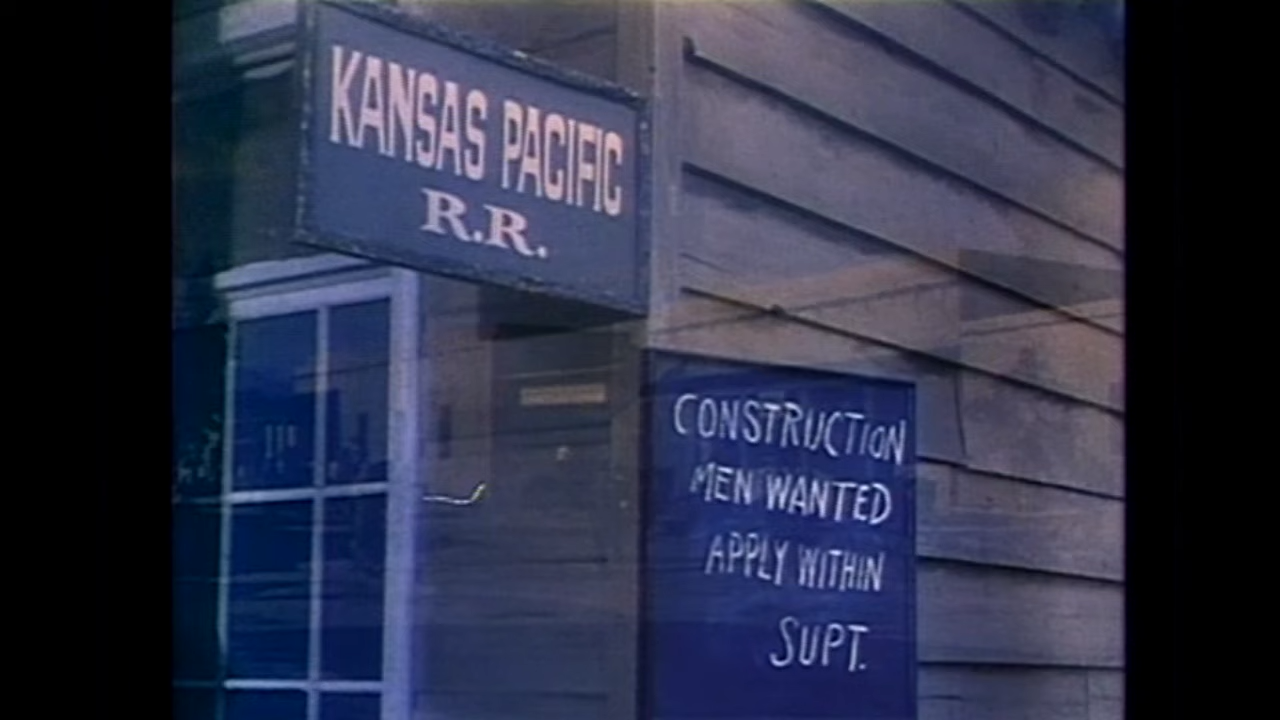 KANSAS PACIFIC
R.R.
CONSTRUCTION
MEN WANTED
APPLY WITHIN
SUPT.